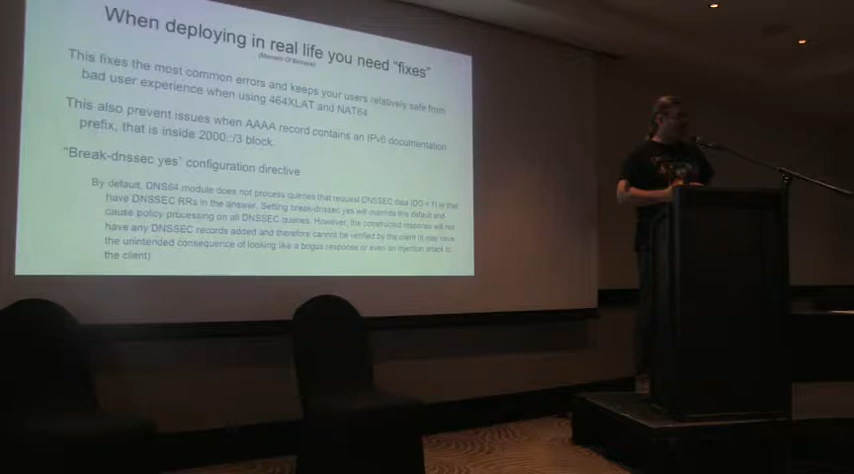 When deploying in real life you need "fixes"
This fixes the most common errors and keeps your users relatively safe from
bad user experience when using 464XLAT and NAT64
This also prevent issues when AAAA record contains an IPv6 documentation
prefix, that is inside 2000::/3 block.
"Break-dnssec yes" configuration directive
By default, DNS64 module does not process queries that request DNSSEC data (DO = 1) or that
have DNSSEC RRs in the answer. Setting break-dnssec yes will override this default and
cause policy processing on all DNSSEC queries. However, the constructed response will not
have any DNSSEC records added and therefore cannot be verified by the client (it may have
the unintended consequence of looking like a bogus response or even an injection attack to
the client)